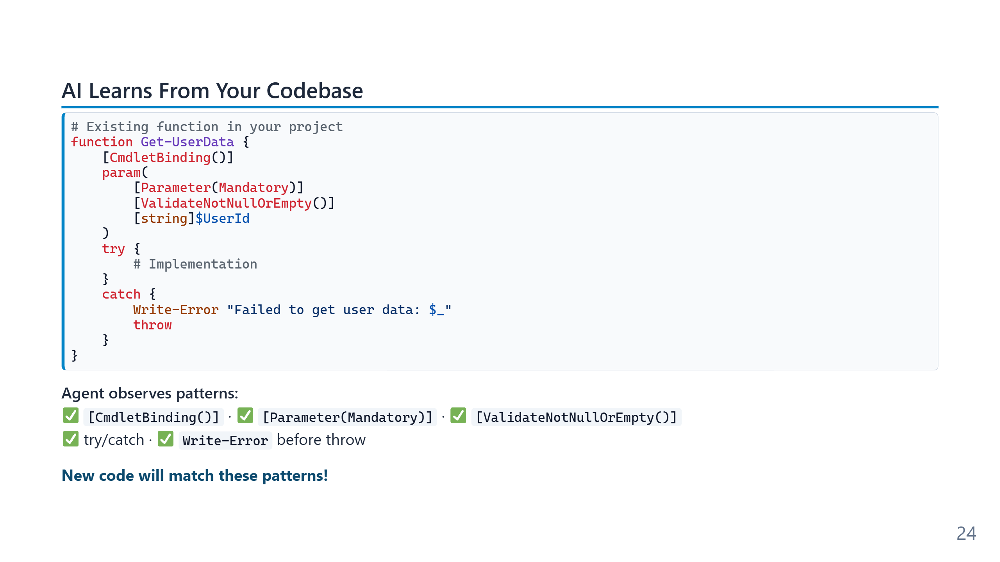 AI Learns From Your Codebase
# Existing function in your project
function Get-UserData {
    [CmdletBinding()]
    param(
        [Parameter(Mandatory)]
        [ValidateNotNullOrEmpty()]
        [string]$UserId
    )
    try {
        # Implementation
    }
    catch {
        Write-Error "Failed to get user data: $_"
        throw
    }
}
Agent observes patterns:
✅ [CmdletBinding()] · ✅ [Parameter(Mandatory)] · ✅ [ValidateNotNullOrEmpty()]
✅ try/catch · ✅ Write-Error before throw
New code will match these patterns!
24